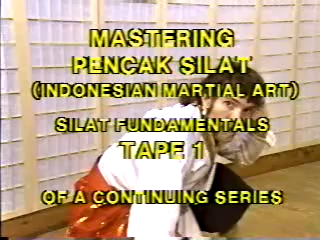 MASTERING
PENCAK SILAT
(INDONESIAN MARTIAL ART)
SILAT FUNDAMENTALS
TAPE 1
OF A CONTINUING SERIES